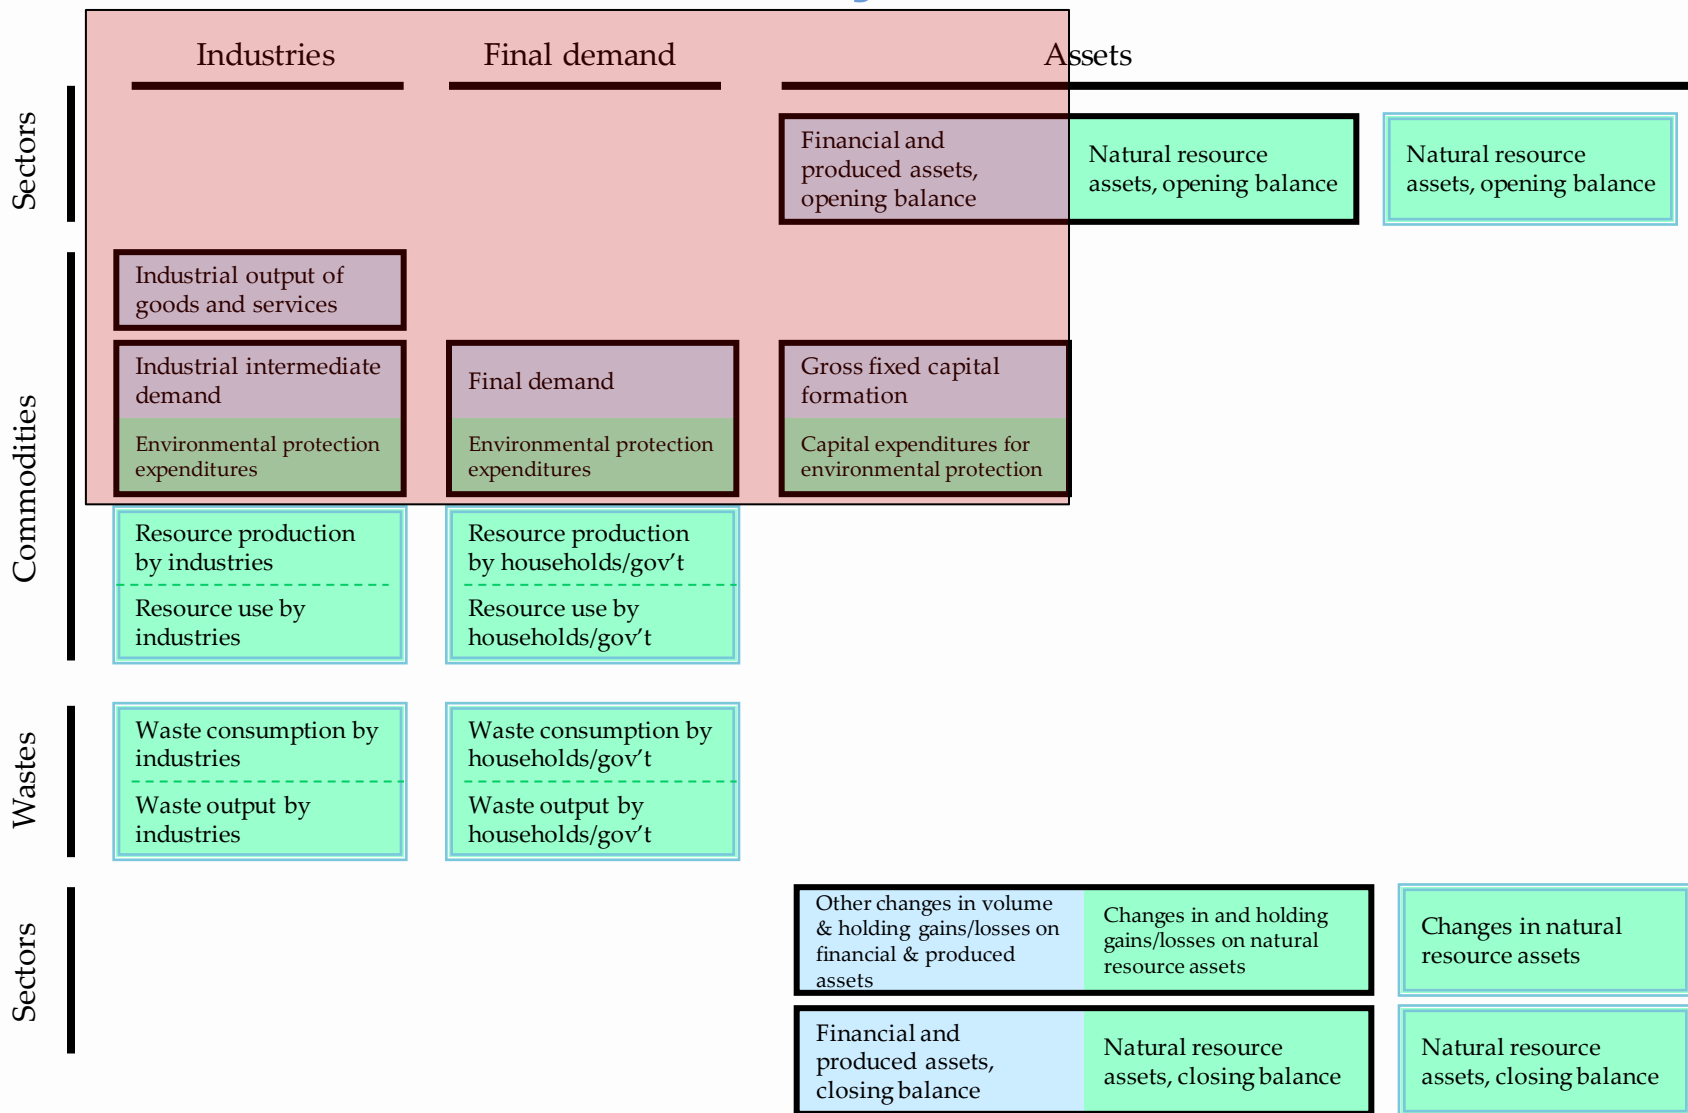 Industries
Final demand
Assets
Sectors
Financial and
produced assets,
opening balance
Natural resource
assets, opening balance
Natural resource
assets, opening balance
Commodities
Industrial output of
goods and services
Industrial intermediate
demand
Environmental protection
expenditures
Final demand
Environmental protection
expenditures
Gross fixed capital
formation
Capital expenditures for
environmental protection
Resource production
by industries
Resource use by
industries
Resource production
by households/gov’t
Resource use by
households/gov’t
Wastes
Waste consumption by
industries
Waste output by
industries
Waste consumption by
households/gov’t
Waste output by
households/gov’t
Sectors
Other changes in volume
& holding gains/losses on
financial & produced
assets
Changes in and holding
gains/losses on natural
resource assets
Changes in natural
resource assets
Financial and
produced assets,
closing balance
Natural resource
assets, closing balance
Natural resource
assets, closing balance